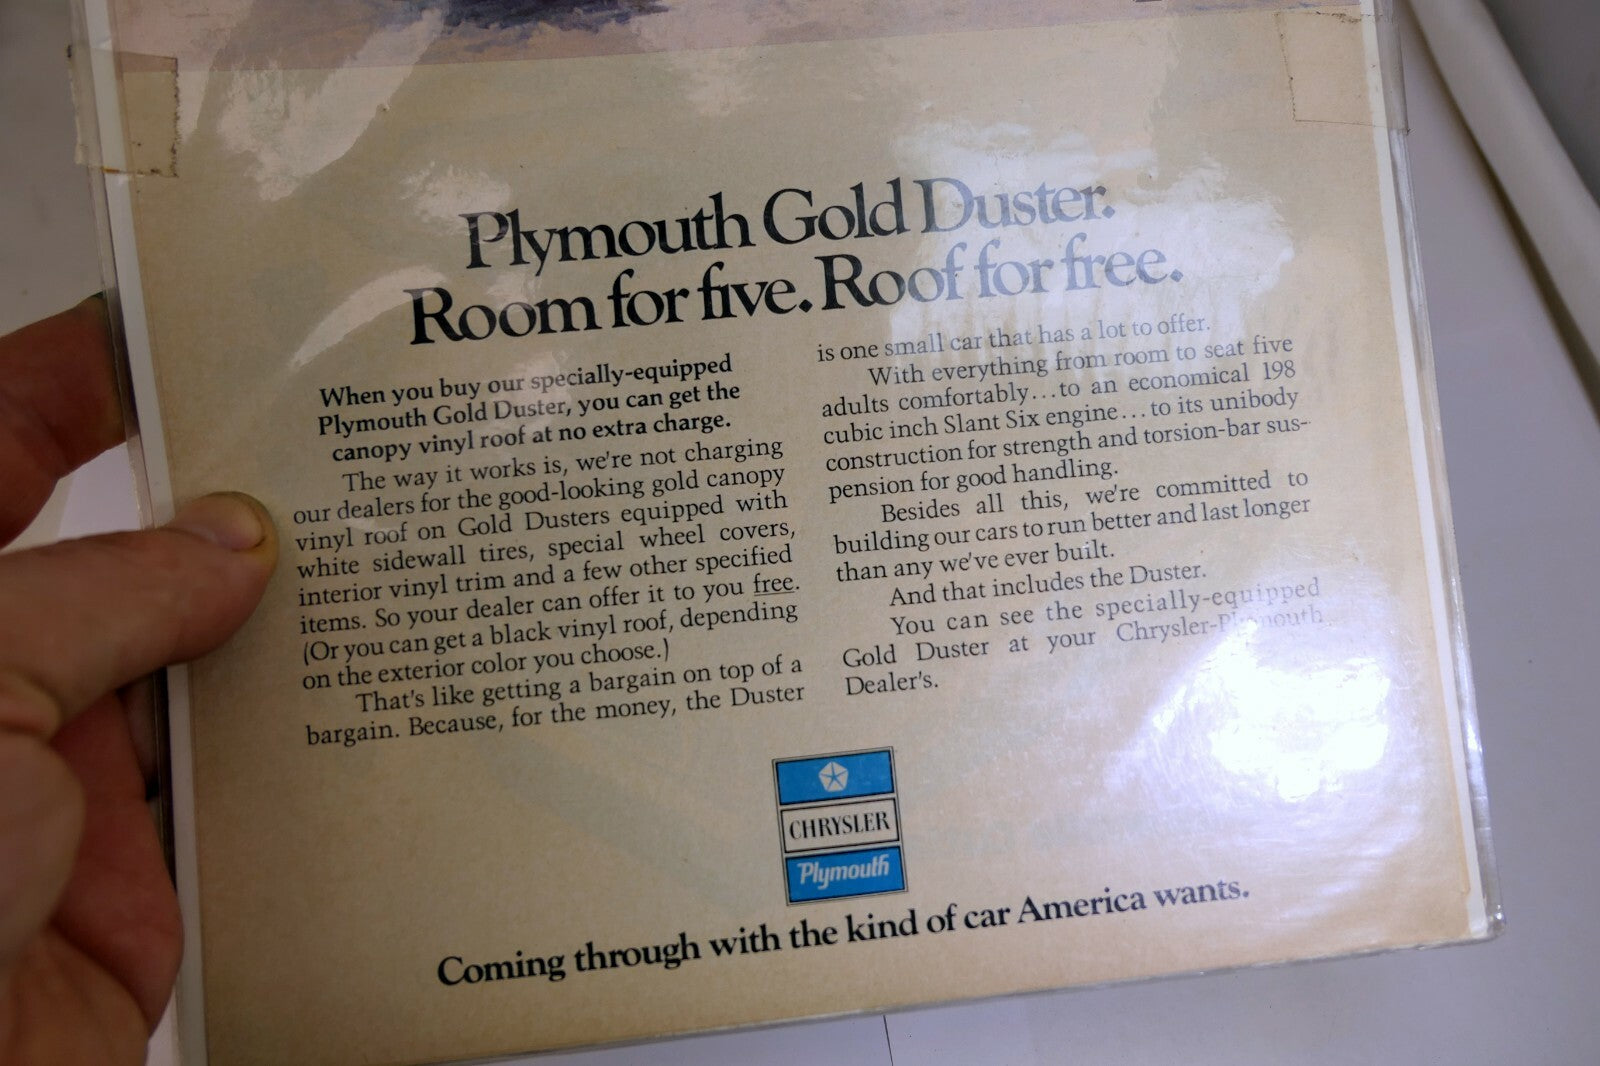 Plymouth Gold Duster.
Room for five. Roof for free.
When you buy our specially-equipped
Plymouth Gold Duster, you can get the
canopy vinyl roof at no extra charge.
The way it works is, we're not charging
our dealers for the good-looking gold canopy
vinyl roof on Gold Dusters equipped with
white sidewall tires, special wheel covers,
interior vinyl trim and a few other specified
items. So your dealer can offer it to you free.
(Or you can get a black vinyl roof, depending
on the exterior color you choose.)
That's like getting a bargain on top of a
bargain. Because, for the money, the Duster
is one small car that has a lot to offer.
With everything from room to seat five
adults comfortably...to an economical 198
cubic inch Slant Six engine...to its unibody
construction for strength and torsion-bar sus-
pension for good handling.
Besides all this, we're committed to
building our cars to run better and last longer
than any we've ever built.
And that includes the Duster.
You can see the specially-equipped
Gold Duster at your Chrysler-Plymouth
Dealer's.
CHRYSLER
Plymouth
Coming through with the kind of car America wants.